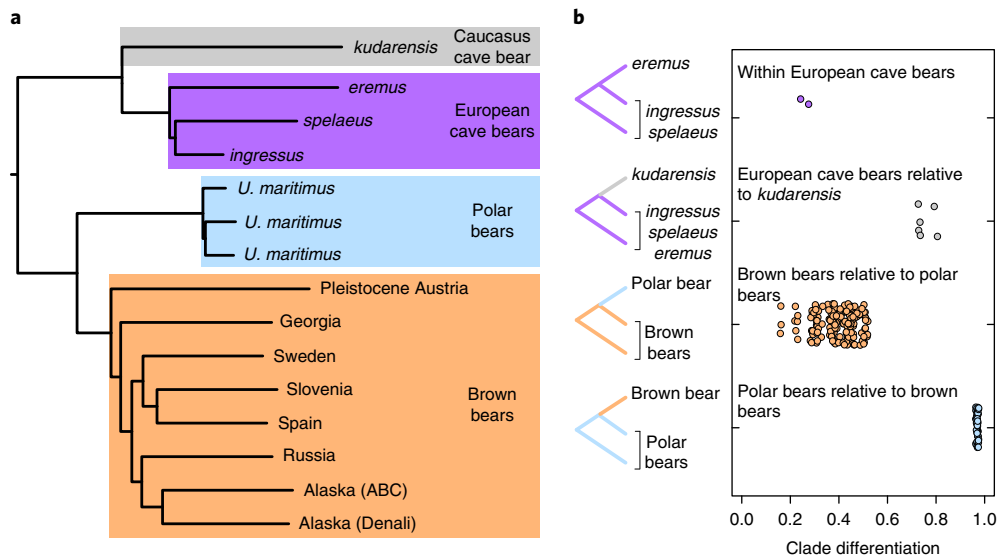 a
kudarensis
Caucasus
cave bear
eremus
spelaeus
ingressus
European
cave bears
U. maritimus
U. maritimus
U. maritimus
Polar
bears
Pleistocene Austria
Georgia
Sweden
Slovenia
Spain
Russia
Alaska (ABC)
Alaska (Denali)
Brown
bears
b
eremus
ingressus
spelaeus
Within European cave bears
kudarensis
ingressus
spelaeus
eremus
European cave bears relative
to kudarensis
Polar bear
Brown
bears
Brown bears relative to polar
bears
Brown bear
Polar
bears
Polar bears relative to brown
bears
0.0 0.2 0.4 0.6 0.8 1.0
Clade differentiation